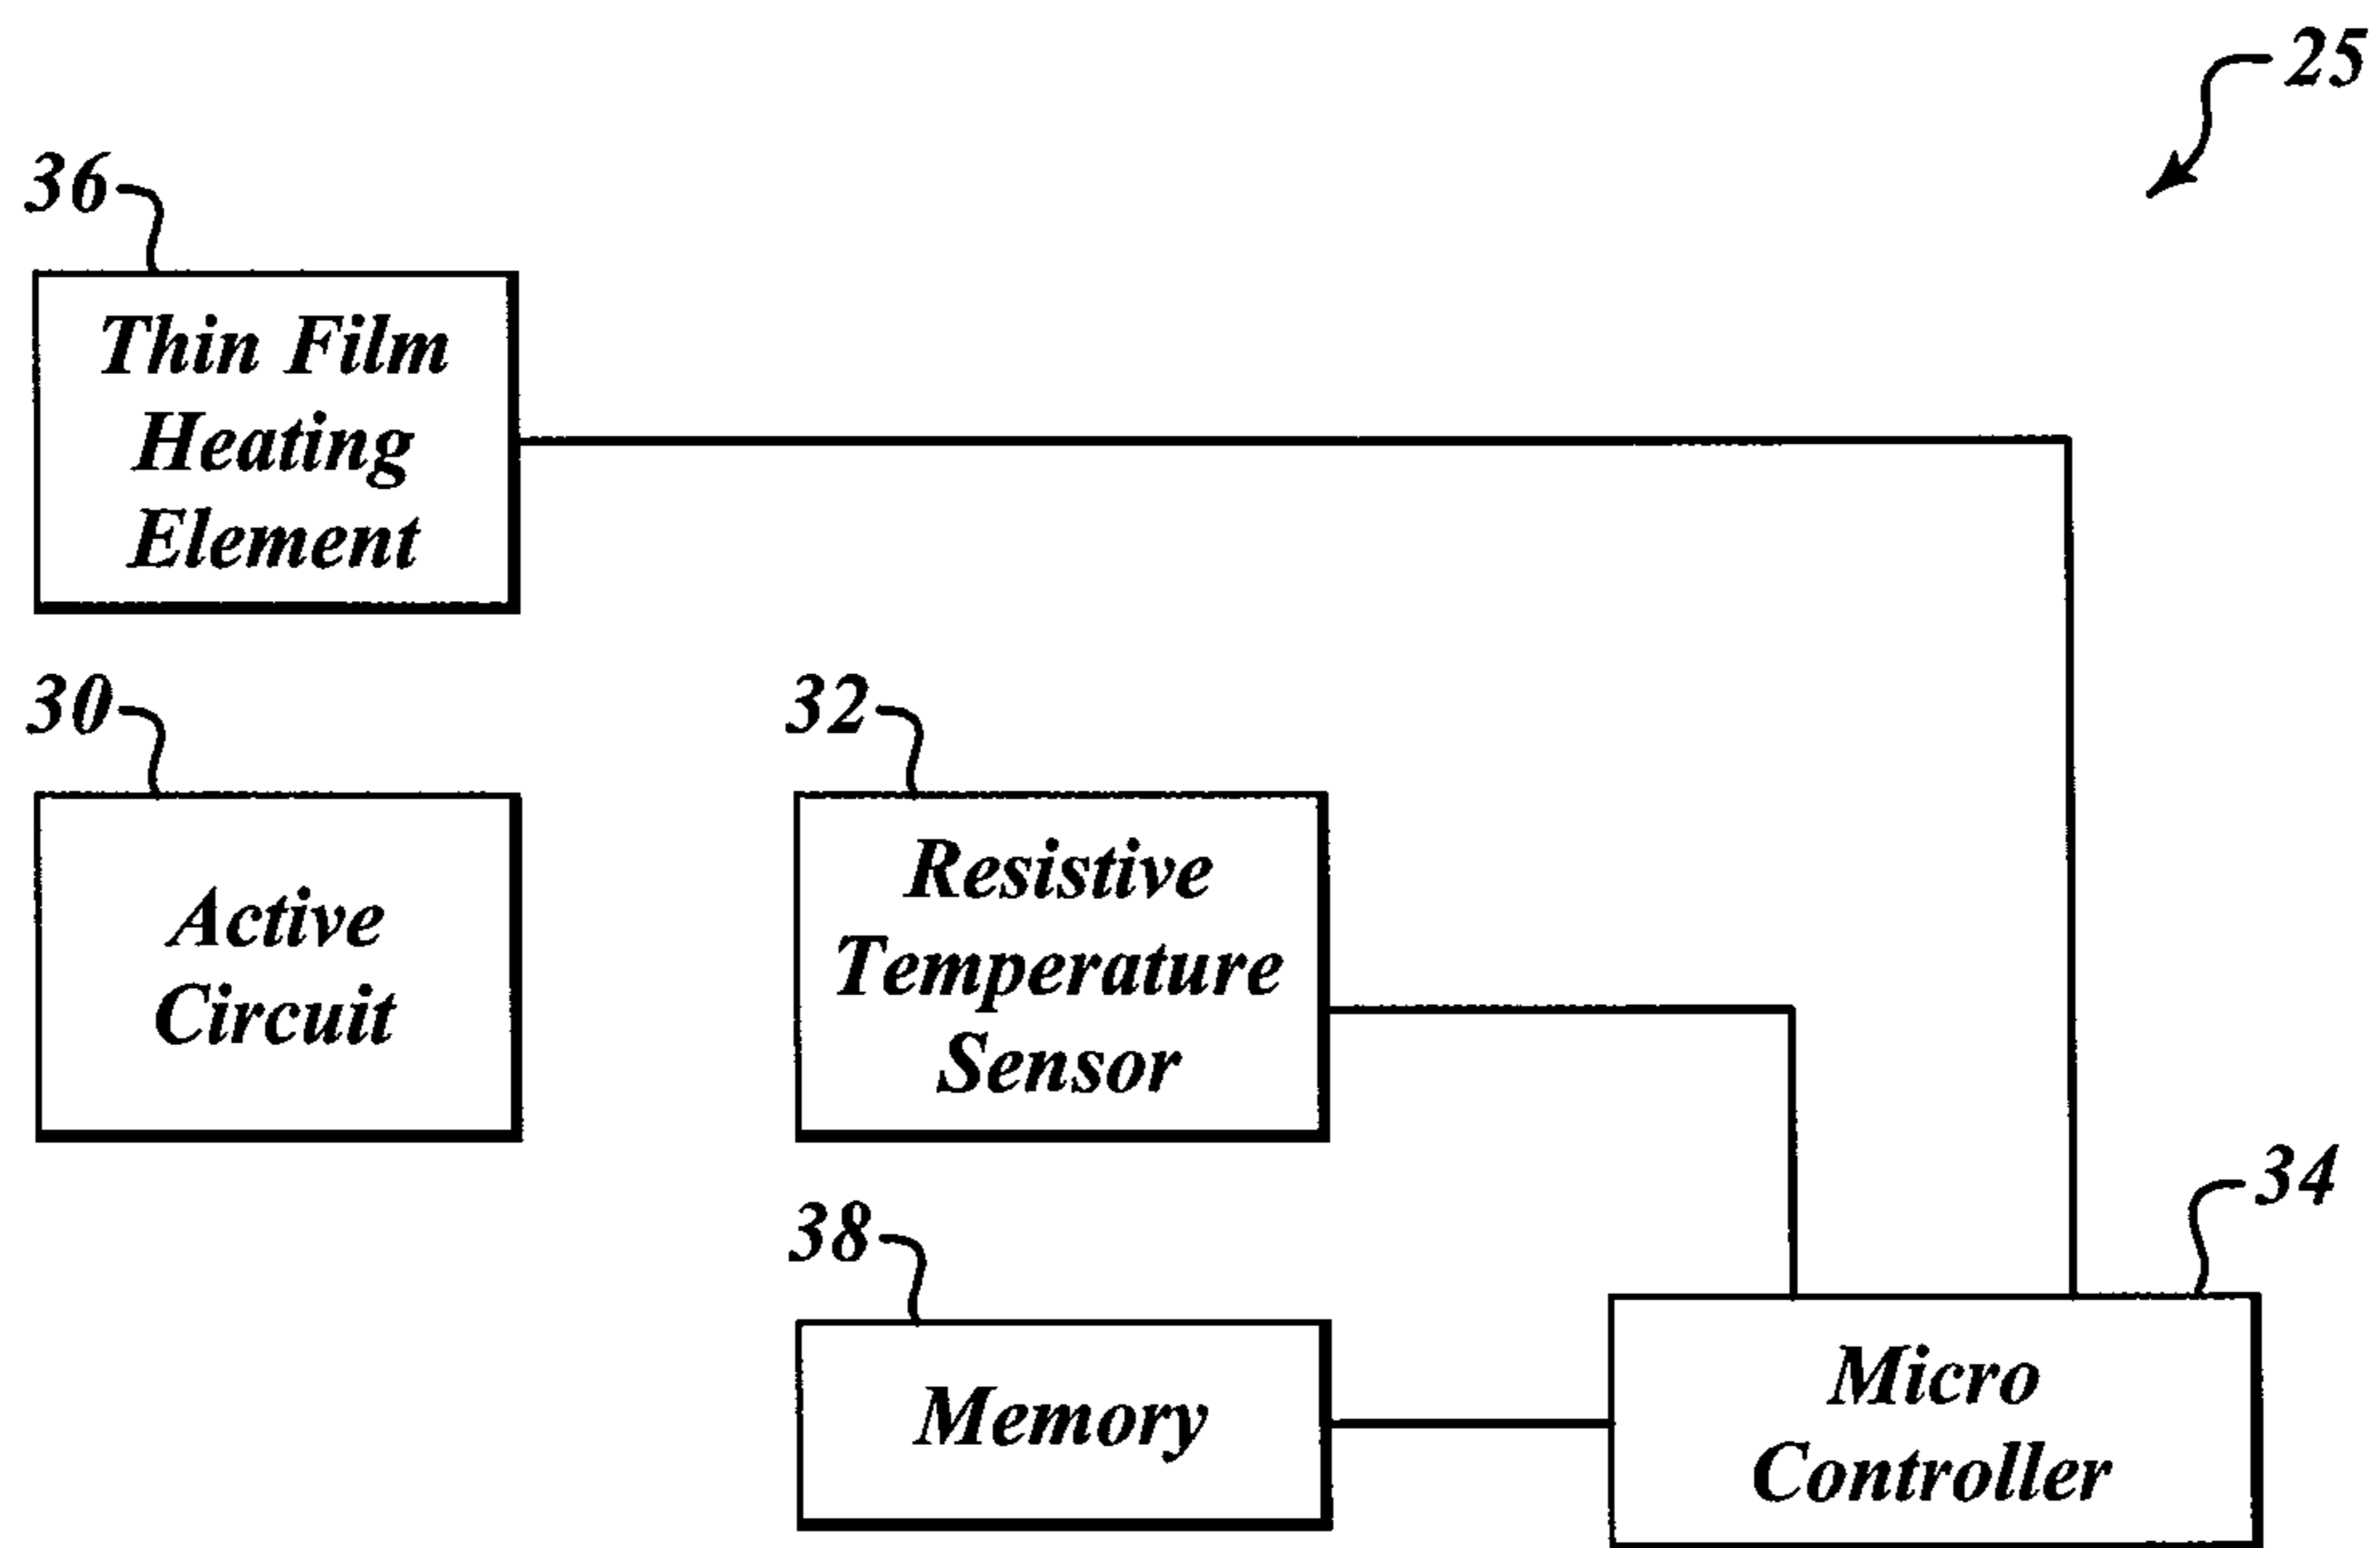 25
36
Thin Film
Heating
Element
30
Active
Circuit
32
Resistive
Temperature
Sensor
38
Memory
34
Micro
Controller